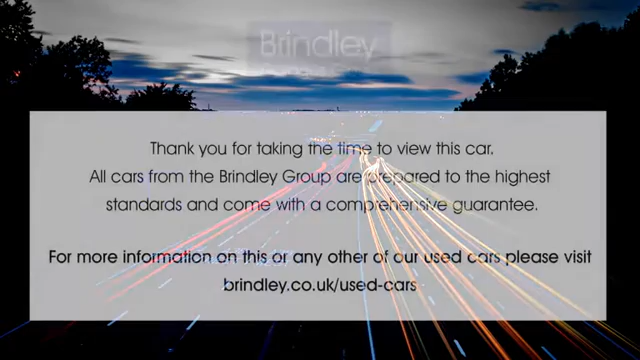 Brindley
Thank you for taking the time to view this car.
All cars from the Brindley Group are prepared to the highest
standards and come with a comprehensive guarantee.
For more information on this or any other of our used cars please visit
brindley.co.uk/used-cars